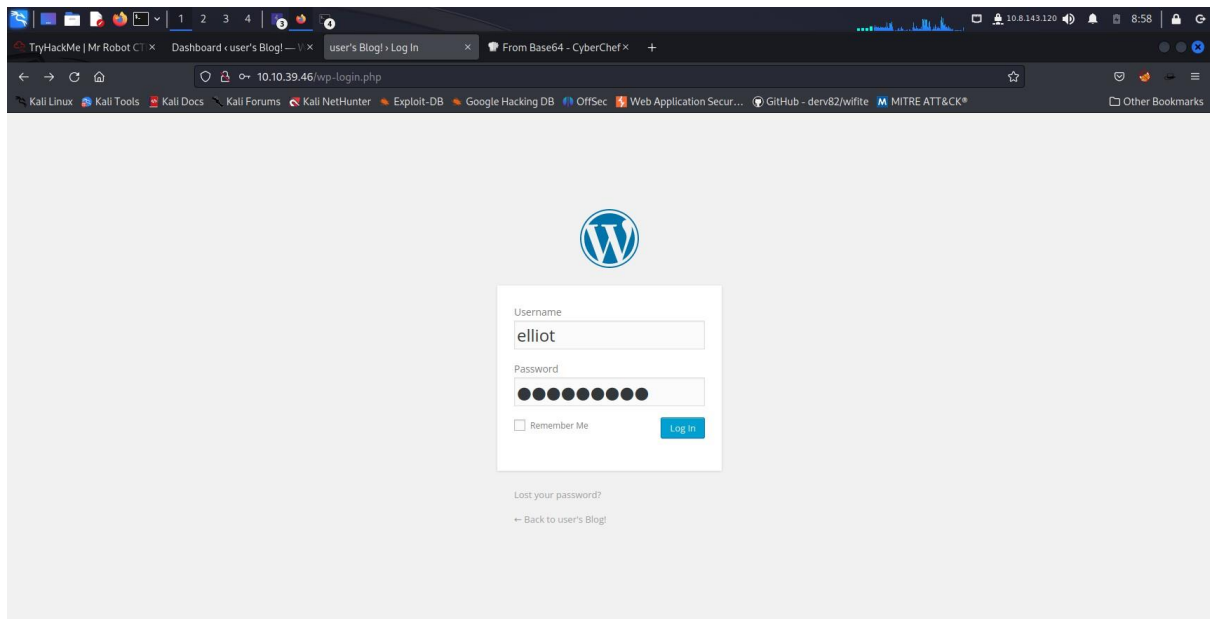 1 2 3 4 3 4 10.8.143.120 8:58
TryHackMe | Mr Robot CT Dashboard ‹ user's Blog! — W user's Blog! › Log In From Base64 - CyberChef
10.10.39.46/wp-login.php
Kali Linux Kali Tools Kali Docs Kali Forums Kali NetHunter Exploit-DB Google Hacking DB OffSec Web Application Secur... GitHub - derv82/wifite MITRE ATT&CK® Other Bookmarks
Username
elliot
Password
Remember Me Log In
Lost your password?
← Back to user's Blog!